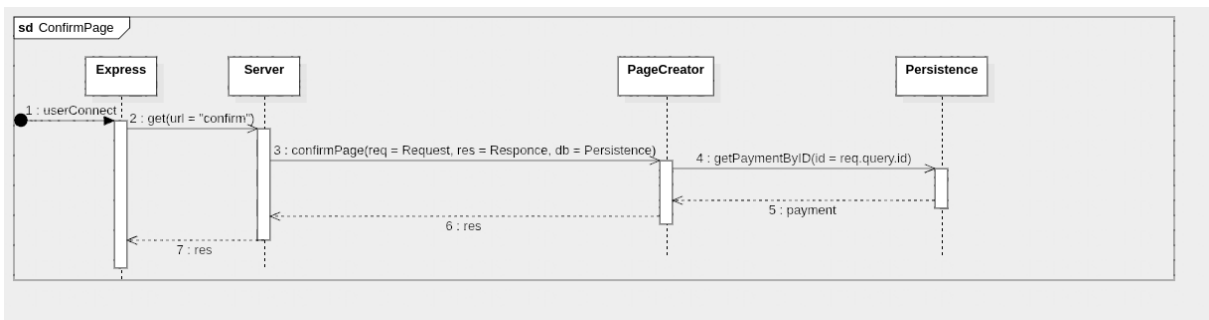 sd ConfirmPage
Express
Server
PageCreator
Persistence
1 : userConnect
2 : get(url = "confirm")
3 : confirmPage(req = Request, res = Responce, db = Persistence)
4 : getPaymentByID(id = req.query.id)
5 : payment
6 : res
7 : res